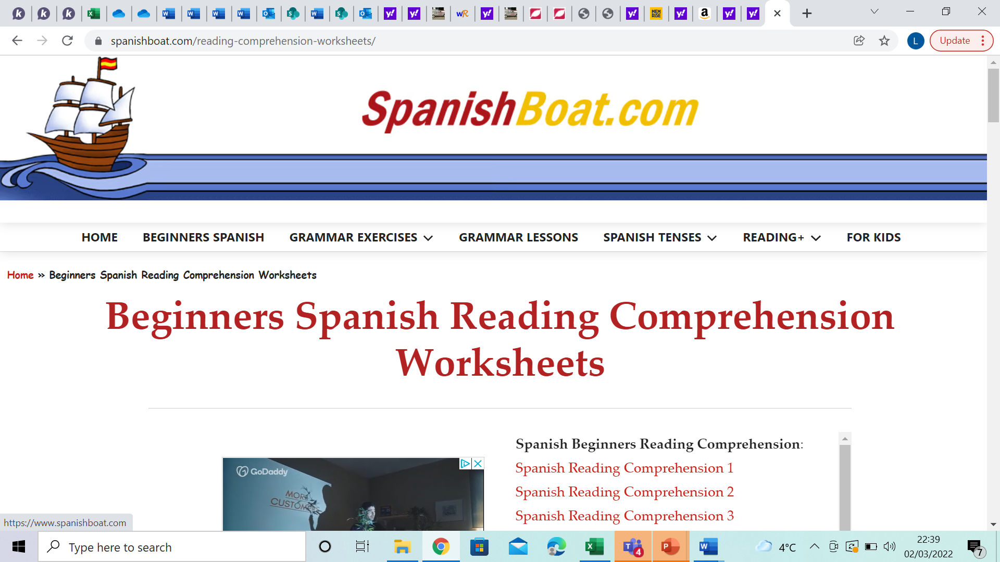 spanishboat.com/reading-comprehension-worksheets/
L
Update
SpanishBoat.com
HOME
BEGINNERS SPANISH
GRAMMAR EXERCISES
GRAMMAR LESSONS
SPANISH TENSES
READING+
FOR KIDS
Home » Beginners Spanish Reading Comprehension Worksheets
Beginners Spanish Reading Comprehension
Worksheets
Spanish Beginners Reading Comprehension:
Spanish Reading Comprehension 1
Spanish Reading Comprehension 2
Spanish Reading Comprehension 3
GoDaddy
MORE
CUSTOMERS
https://www.spanishboat.com
Type here to search
4
4°C
22:39
02/03/2022
7